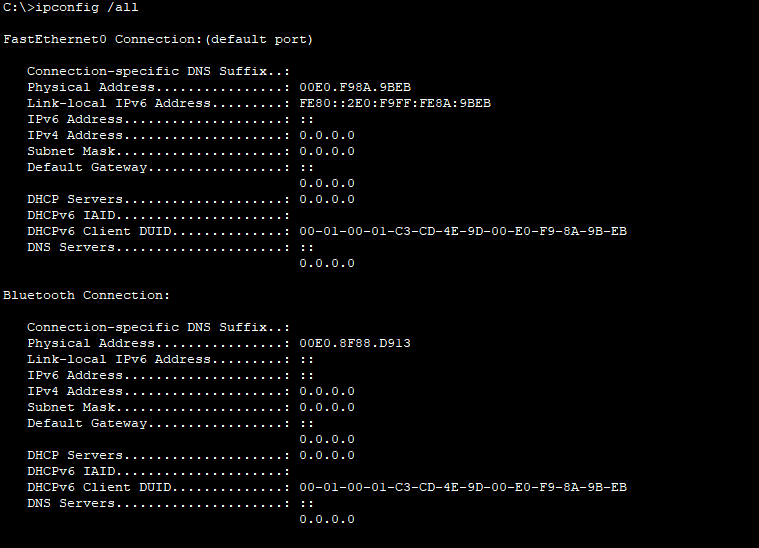 C:\>ipconfig /all
FastEthernet0 Connection:(default port)
Connection-specific DNS Suffix..:
Physical Address................: 00E0.F98A.9BEB
Link-local IPv6 Address.........: FE80::2E0:F9FF:FE8A:9BEB
IPv6 Address....................: ::
IPv4 Address....................: 0.0.0.0
Subnet Mask.....................: 0.0.0.0
Default Gateway.................: ::
0.0.0.0
DHCP Servers....................: 0.0.0.0
DHCPv6 IAID.....................:
DHCPv6 Client DUID..............: 00-01-00-01-C3-CD-4E-9D-00-E0-F9-8A-9B-EB
DNS Servers.....................: ::
0.0.0.0
Bluetooth Connection:
Connection-specific DNS Suffix..:
Physical Address................: 00E0.8F88.D913
Link-local IPv6 Address.........: ::
IPv6 Address....................: ::
IPv4 Address....................: 0.0.0.0
Subnet Mask.....................: 0.0.0.0
Default Gateway.................: ::
0.0.0.0
DHCP Servers....................: 0.0.0.0
DHCPv6 IAID.....................:
DHCPv6 Client DUID..............: 00-01-00-01-C3-CD-4E-9D-00-E0-F9-8A-9B-EB
DNS Servers.....................: ::
0.0.0.0